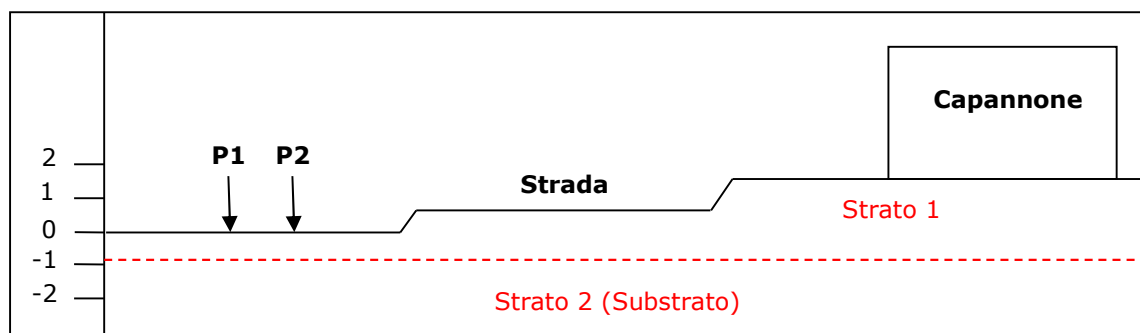 Capannone
2
P1 P2
1
Strada
Strato 1
0
-1
-2
Strato 2 (Substrato)